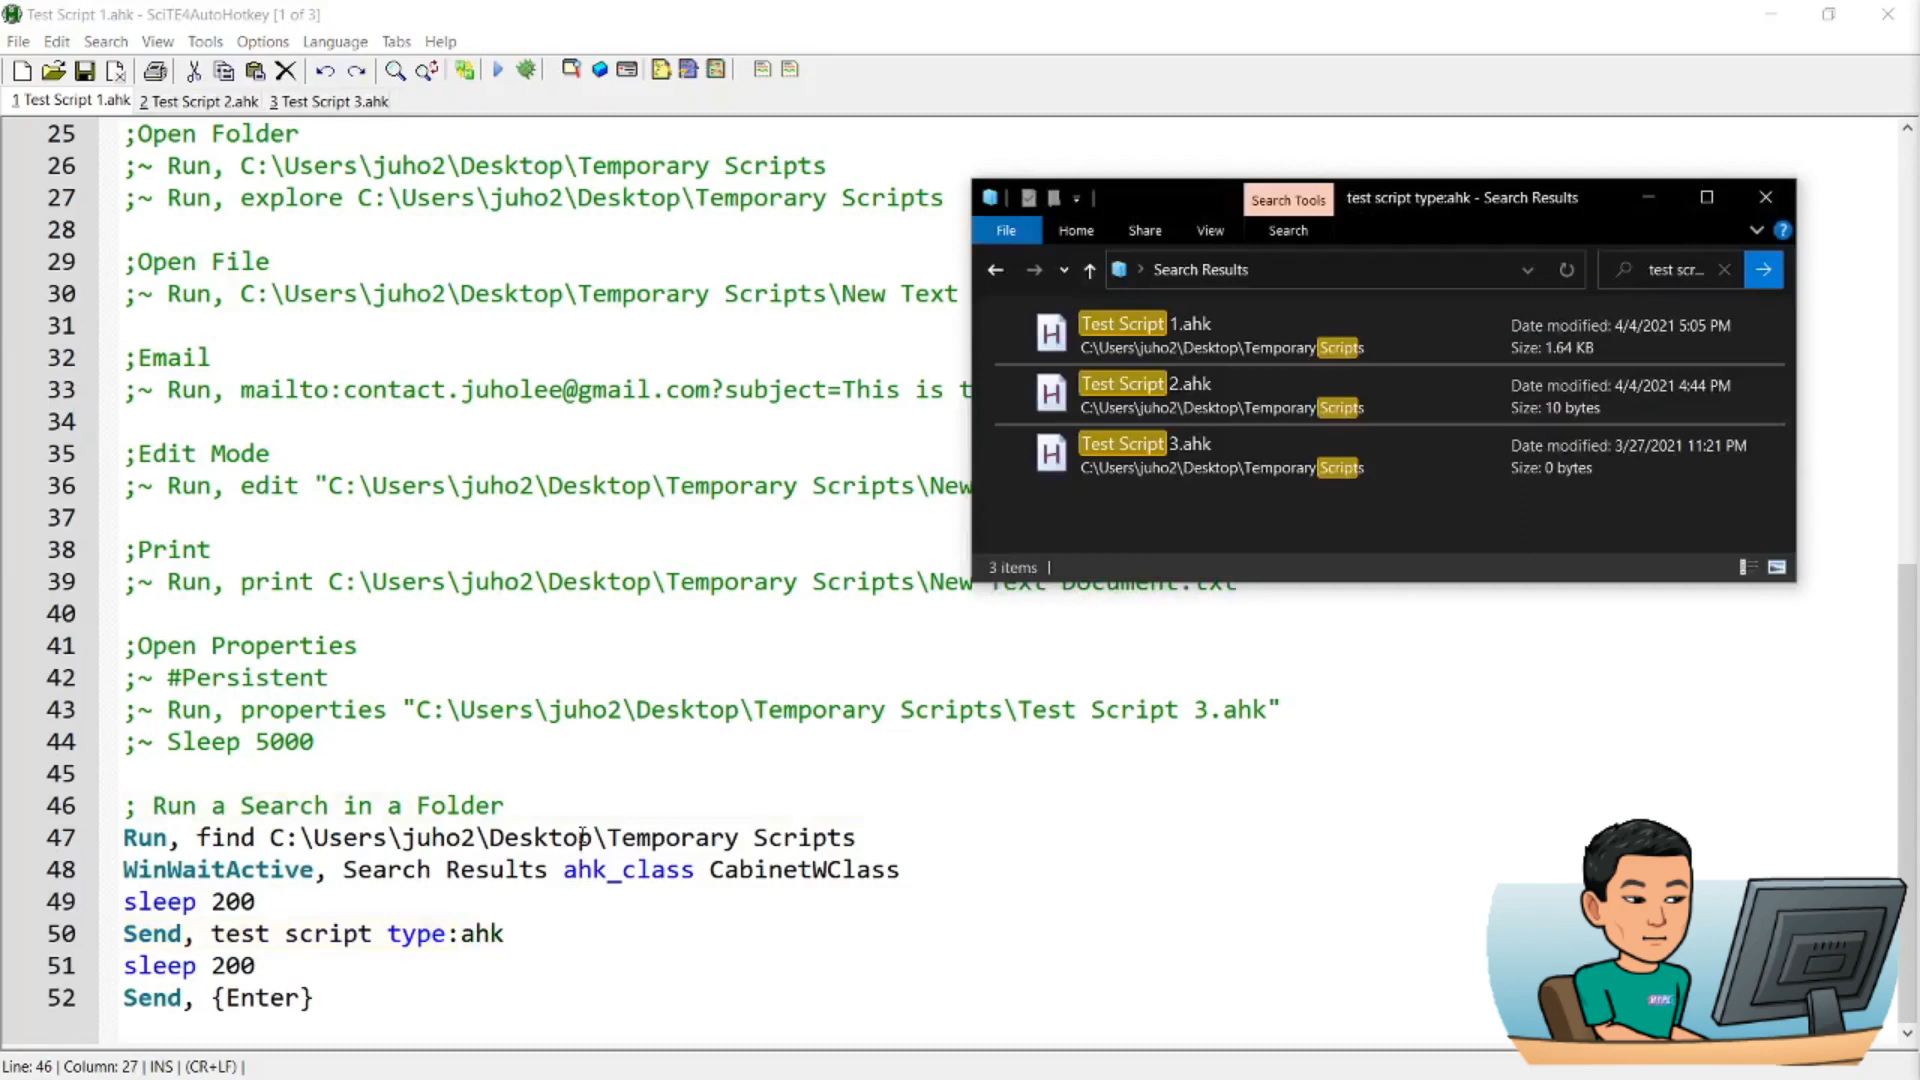 Test Script 1.ahk - SciTE4AutoHotkey [1 of 3]
File Edit Search View Tools Options Language Tabs Help
1 Test Script 1.ahk 2 Test Script 2.ahk 3 Test Script 3.ahk
25 ;Open Folder
26 ;~ Run, C:\Users\juho2\Desktop\Temporary Scripts
27 ;~ Run, explore C:\Users\juho2\Desktop\Temporary Scripts
28
29 ;Open File
30 ;~ Run, C:\Users\juho2\Desktop\Temporary Scripts\New Text
31
32 ;Email
33 ;~ Run, mailto:contact.juholee@gmail.com?subject=This is t
34
35 ;Edit Mode
36 ;~ Run, edit "C:\Users\juho2\Desktop\Temporary Scripts\New
37
38 ;Print
39 ;~ Run, print C:\Users\juho2\Desktop\Temporary Scripts\New Text Document.txt
40
41 ;Open Properties
42 ;~ #Persistent
43 ;~ Run, properties "C:\Users\juho2\Desktop\Temporary Scripts\Test Script 3.ahk"
44 ;~ Sleep 5000
45
46 ; Run a Search in a Folder
47 Run, find C:\Users\juho2\Desktop\Temporary Scripts
48 WinWaitActive, Search Results ahk_class CabinetWClass
49 sleep 200
50 Send, test script type:ahk
51 sleep 200
52 Send, {Enter}
Search Tools test script type:ahk - Search Results
File Home Share View Search
Search Results test scr...
Test Script 1.ahk Date modified: 4/4/2021 5:05 PM
C:\Users\juho2\Desktop\Temporary Scripts Size: 1.64 KB
Test Script 2.ahk Date modified: 4/4/2021 4:44 PM
C:\Users\juho2\Desktop\Temporary Scripts Size: 10 bytes
Test Script 3.ahk Date modified: 3/27/2021 11:21 PM
C:\Users\juho2\Desktop\Temporary Scripts Size: 0 bytes
3 items
Line: 46 | Column: 27 | INS | (CR+LF) |